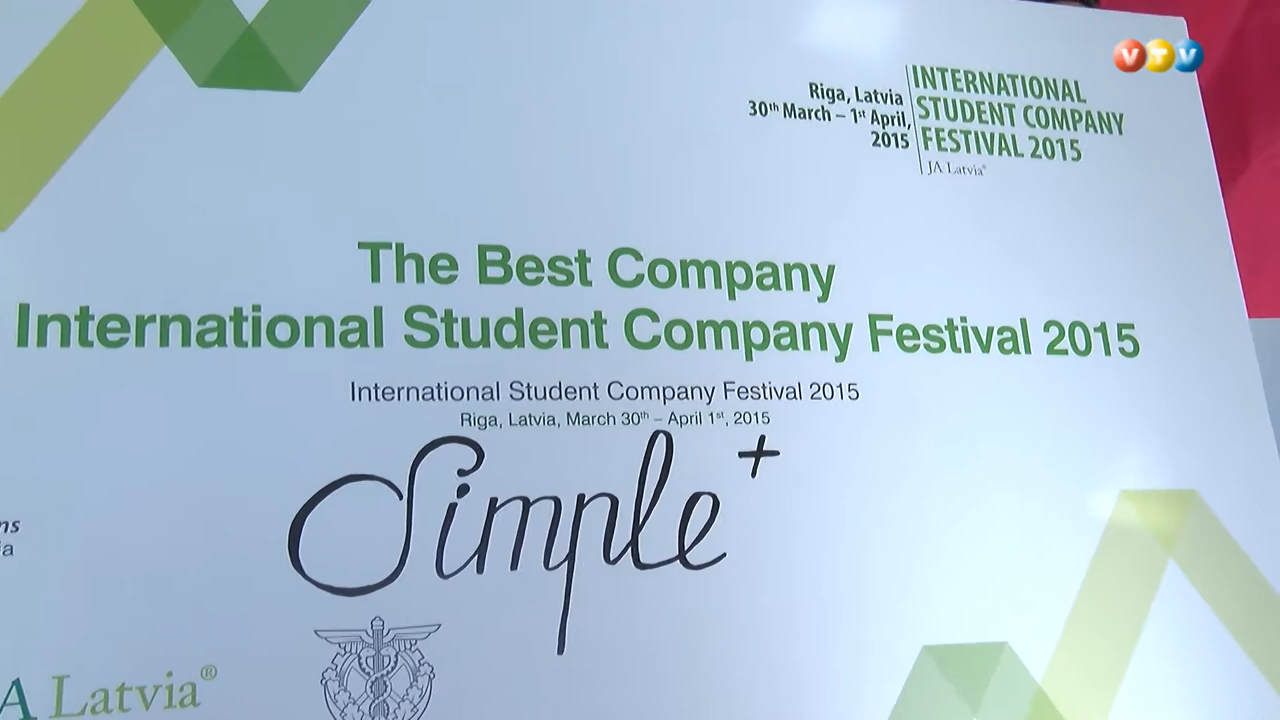 VTV
Riga, Latvia
30th March – 1st April,
2015
INTERNATIONAL
STUDENT COMPANY
FESTIVAL 2015
JA Latvia®
The Best Company
International Student Company Festival 2015
International Student Company Festival 2015
Riga, Latvia, March 30th – April 1st, 2015
Simple+
A Latvia®